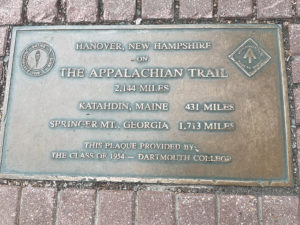 HANOVER, NEW HAMPSHIRE
- ON -
THE APPALACHIAN TRAIL
2,144 MILES
KATAHDIN, MAINE 431 MILES
SPRINGER MT., GEORGIA 1,713 MILES
THIS PLAQUE PROVIDED BY
THE CLASS OF 1954 - DARTMOUTH COLLEGE